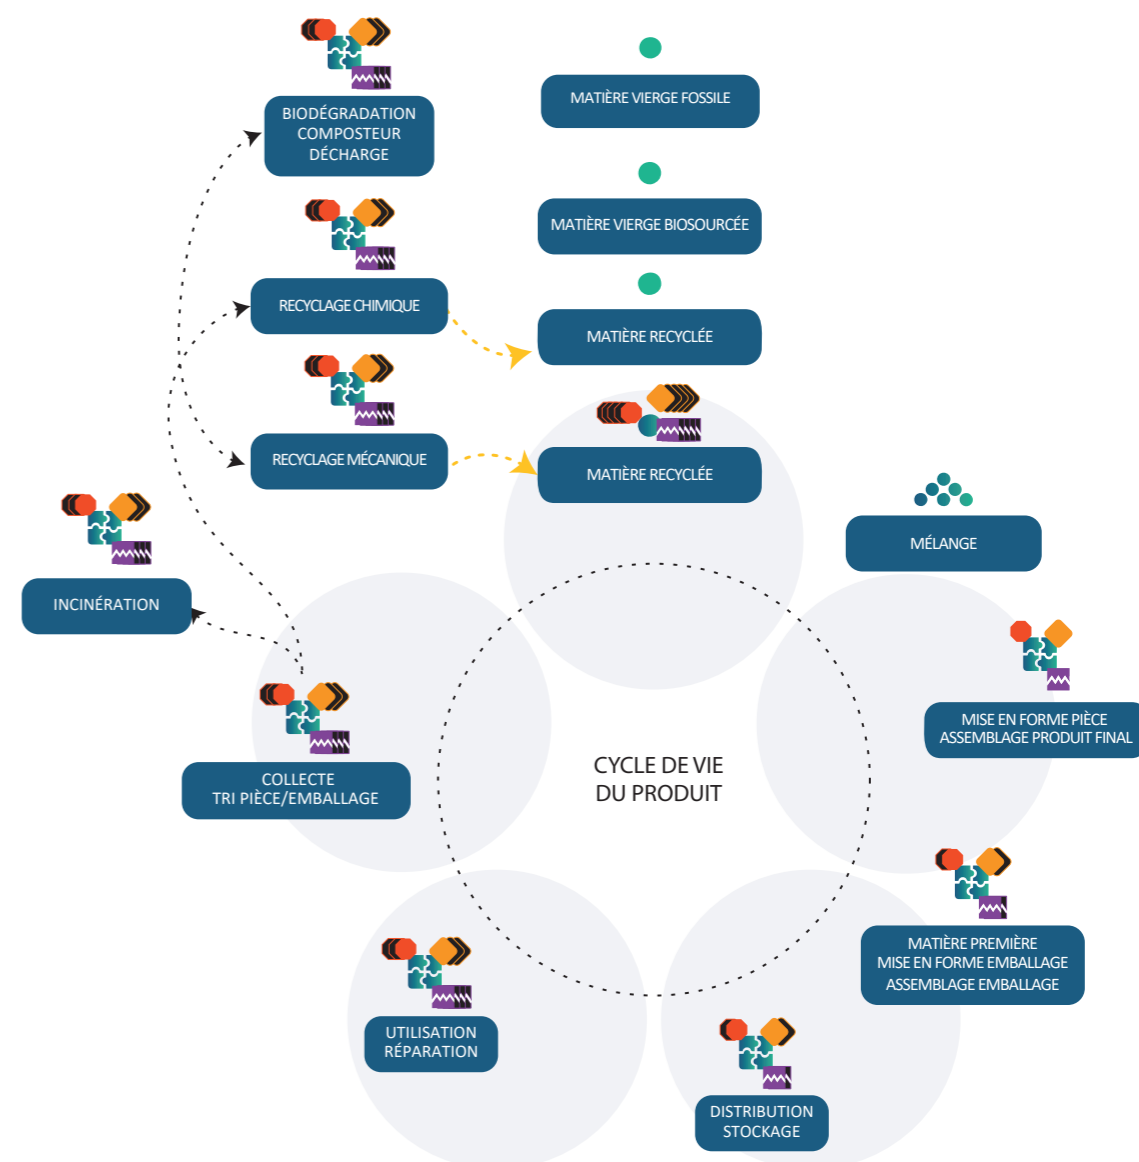 BIODÉGRADATION
COMPOSTEUR
DÉCHARGE
MATIÈRE VIERGE FOSSILE
MATIÈRE VIERGE BIOSOURCÉE
RECYCLAGE CHIMIQUE
MATIÈRE RECYCLÉE
RECYCLAGE MÉCANIQUE
MATIÈRE RECYCLÉE
MÉLANGE
INCINÉRATION
MISE EN FORME PIÈCE
ASSEMBLAGE PRODUIT FINAL
COLLECTE
TRI PIÈCE/EMBALLAGE
CYCLE DE VIE
DU PRODUIT
MATIÈRE PREMIÈRE
MISE EN FORME EMBALLAGE
ASSEMBLAGE EMBALLAGE
UTILISATION
RÉPARATION
DISTRIBUTION
STOCKAGE